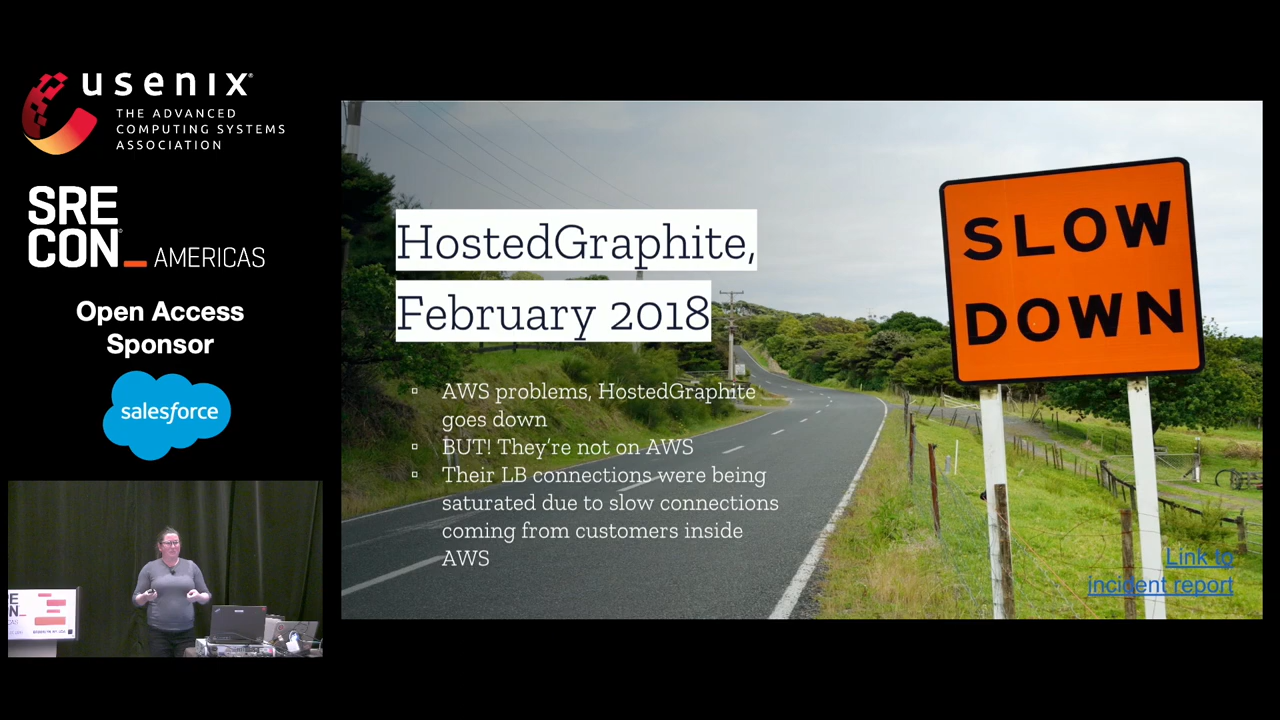 usenix
THE ADVANCED
COMPUTING SYSTEMS
ASSOCIATION
SRE
CON AMERICAS
Open Access
Sponsor
salesforce
HostedGraphite,
February 2018
▫ AWS problems, HostedGraphite
goes down
▫ BUT! They're not on AWS
▫ Their LB connections were being
saturated due to slow connections
coming from customers inside
AWS
SLOW
DOWN
Link to
incident report